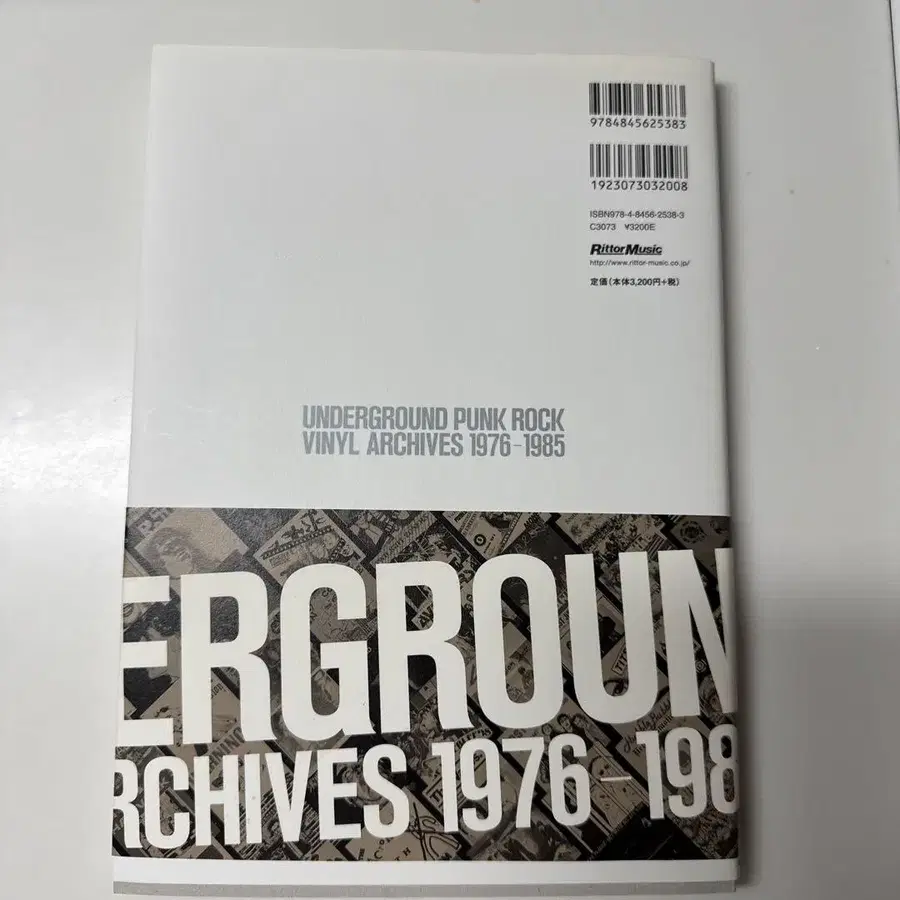 9784845625383
1923073032008
ISBN978-4-8456-2538-3
C3073 ¥3200E
RittorMusic
http://www.rittor-music.co.jp/
定価(本体3,200円+税)
UNDERGROUND PUNK ROCK
VINYL ARCHIVES 1976-1985
ERGROUN
RCHIVES 1976-198